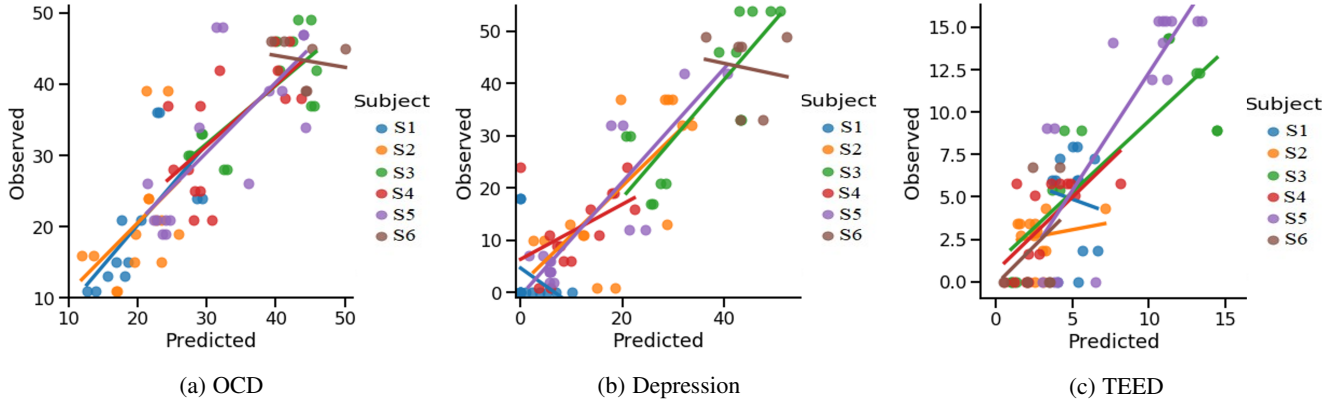 50
40
30
20
10
Observed
10 20 30 40 50
Predicted
Subject
S1
S2
S3
S4
S5
S6
(a) OCD
50
40
30
20
10
0
Observed
0 20 40
Predicted
Subject
S1
S2
S3
S4
S5
S6
(b) Depression
15.0
12.5
10.0
7.5
5.0
2.5
0.0
Observed
0 5 10 15
Predicted
Subject
S1
S2
S3
S4
S5
S6
(c) TEED